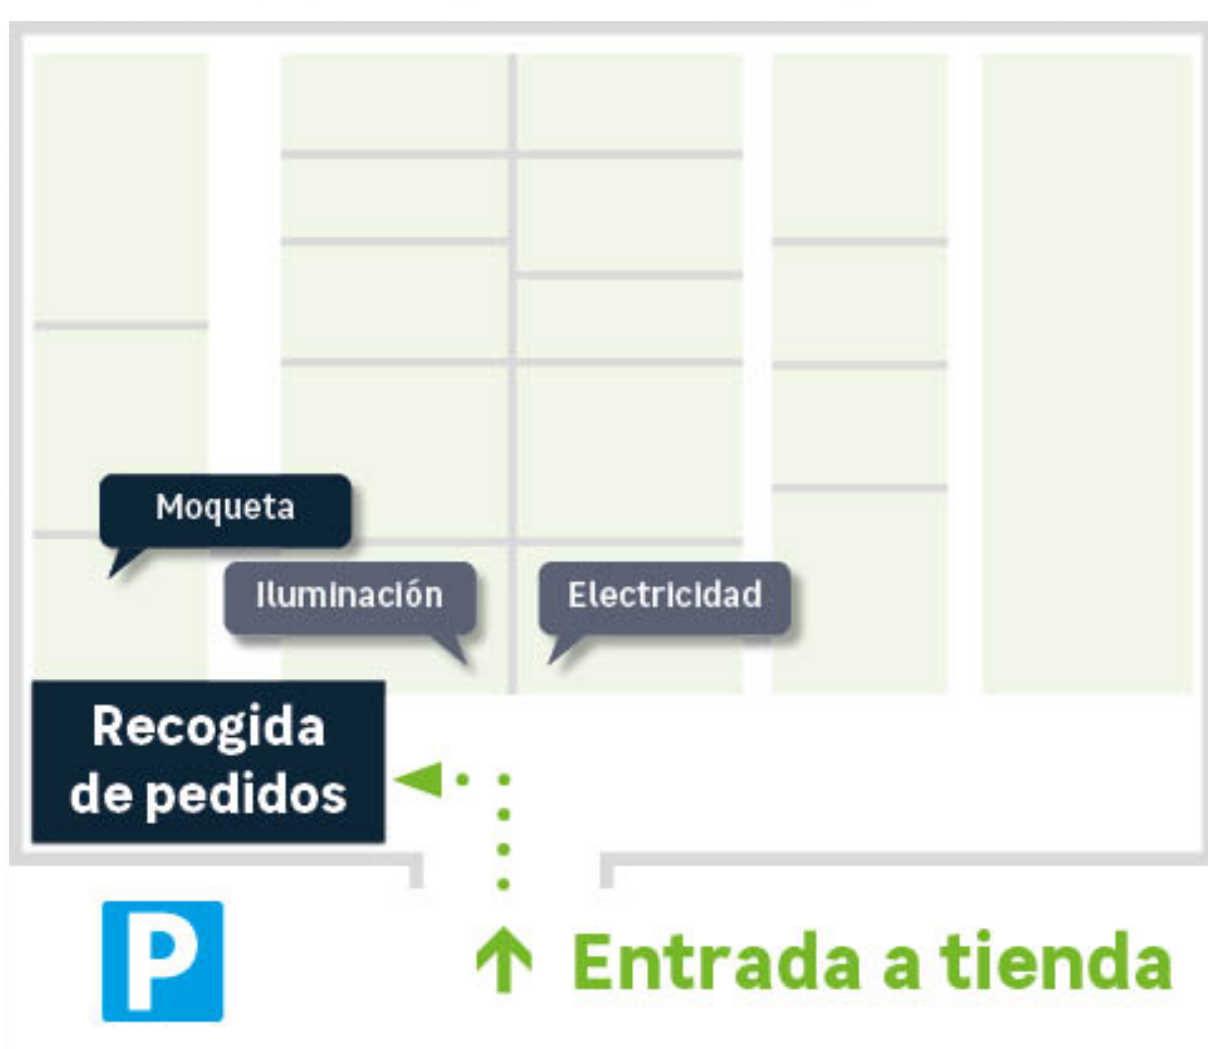 Moqueta
Iluminación
Electricidad
Recogida
de pedidos
P
Entrada a tienda